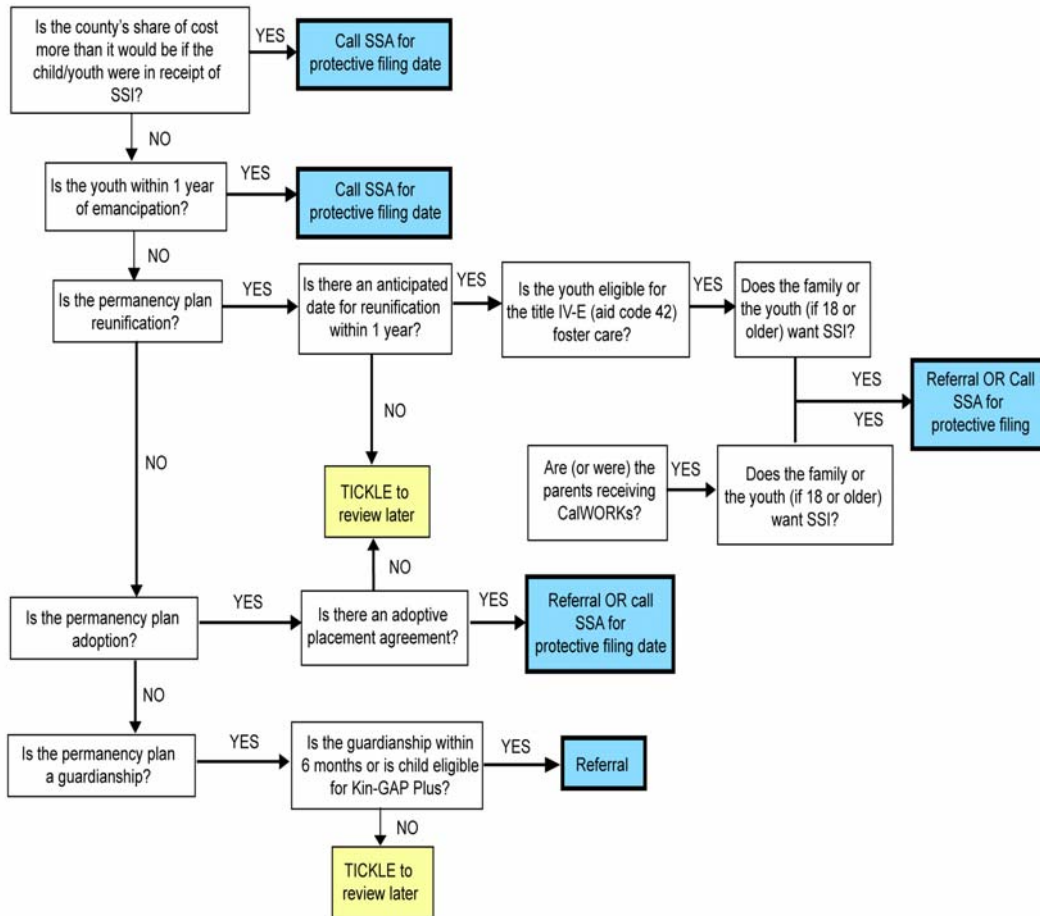 Is the county's share of cost
more than it would be if the
child/youth were in receipt of
SSI?
YES
Call SSA for
protective filing date
NO
Is the youth within 1 year
of emancipation?
YES
Call SSA for
protective filing date
NO
Is the permanency plan
reunification?
YES
Is there an anticipated
date for reunification
within 1 year?
YES
Is the youth eligible for
the title IV-E (aid code 42)
foster care?
YES
Does the family or
the youth (if 18 or
older) want SSI?
YES
YES
Referral OR Call
SSA for
protective filing
NO
NO
TICKLE to
review later
Are (or were) the
parents receiving
CalWORKs?
YES
Does the family or
the youth (if 18 or older)
want SSI?
NO
Is the permanency plan
adoption?
YES
Is there an adoptive
placement agreement?
YES
Referral OR call
SSA for
protective filing date
NO
Is the permanency plan
a guardianship?
YES
Is the guardianship within
6 months or is child eligible
for Kin-GAP Plus?
YES
Referral
NO
TICKLE to
review later